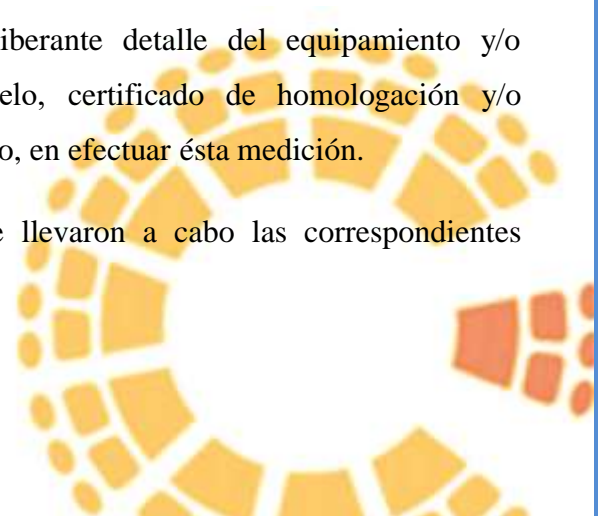 iberante detalle del equipamiento y/o
elo, certificado de homologación y/o
o, en efectuar ésta medición.
e llevaron a cabo las correspondientes